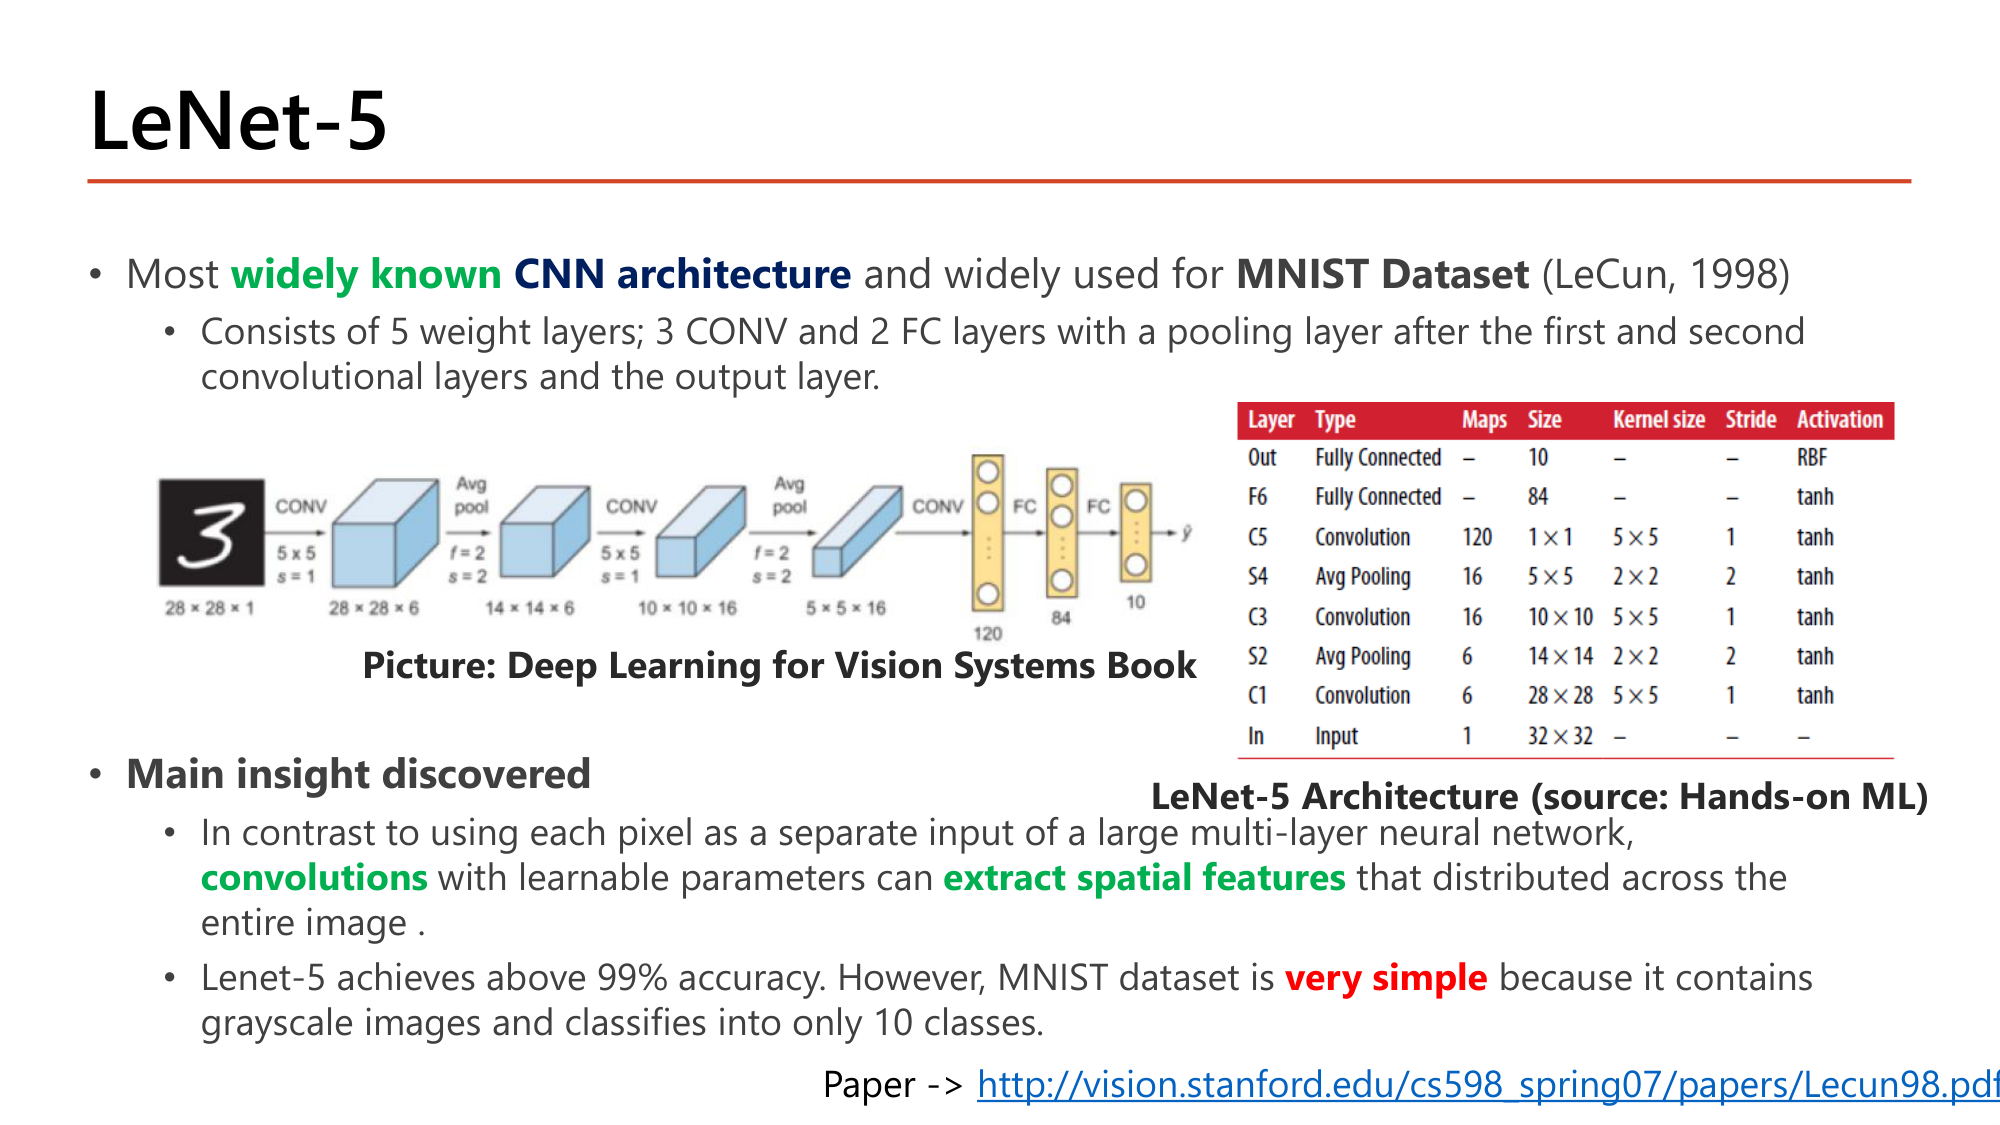 LeNet-5
• Most widely known CNN architecture and widely used for MNIST Dataset (LeCun, 1998)
• Consists of 5 weight layers; 3 CONV and 2 FC layers with a pooling layer after the first and second
convolutional layers and the output layer.
CONV
5 x 5
s = 1
Avg
pool
f = 2
s = 2
CONV
5 x 5
s = 1
Avg
pool
f = 2
s = 2
CONV
FC
FC
ŷ
28 × 28 × 1
28 × 28 × 6
14 × 14 × 6
10 × 10 × 16
5 × 5 × 16
120
84
10
Picture: Deep Learning for Vision Systems Book
Layer Type Maps Size Kernel size Stride Activation
Out Fully Connected – 10 – – RBF
F6 Fully Connected – 84 – – tanh
C5 Convolution 120 1 × 1 5 × 5 1 tanh
S4 Avg Pooling 16 5 × 5 2 × 2 2 tanh
C3 Convolution 16 10 × 10 5 × 5 1 tanh
S2 Avg Pooling 6 14 × 14 2 × 2 2 tanh
C1 Convolution 6 28 × 28 5 × 5 1 tanh
In Input 1 32 × 32 – – –
LeNet-5 Architecture (source: Hands-on ML)
• Main insight discovered
• In contrast to using each pixel as a separate input of a large multi-layer neural network,
convolutions with learnable parameters can extract spatial features that distributed across the
entire image .
• Lenet-5 achieves above 99% accuracy. However, MNIST dataset is very simple because it contains
grayscale images and classifies into only 10 classes.
Paper -> http://vision.stanford.edu/cs598_spring07/papers/Lecun98.pdf